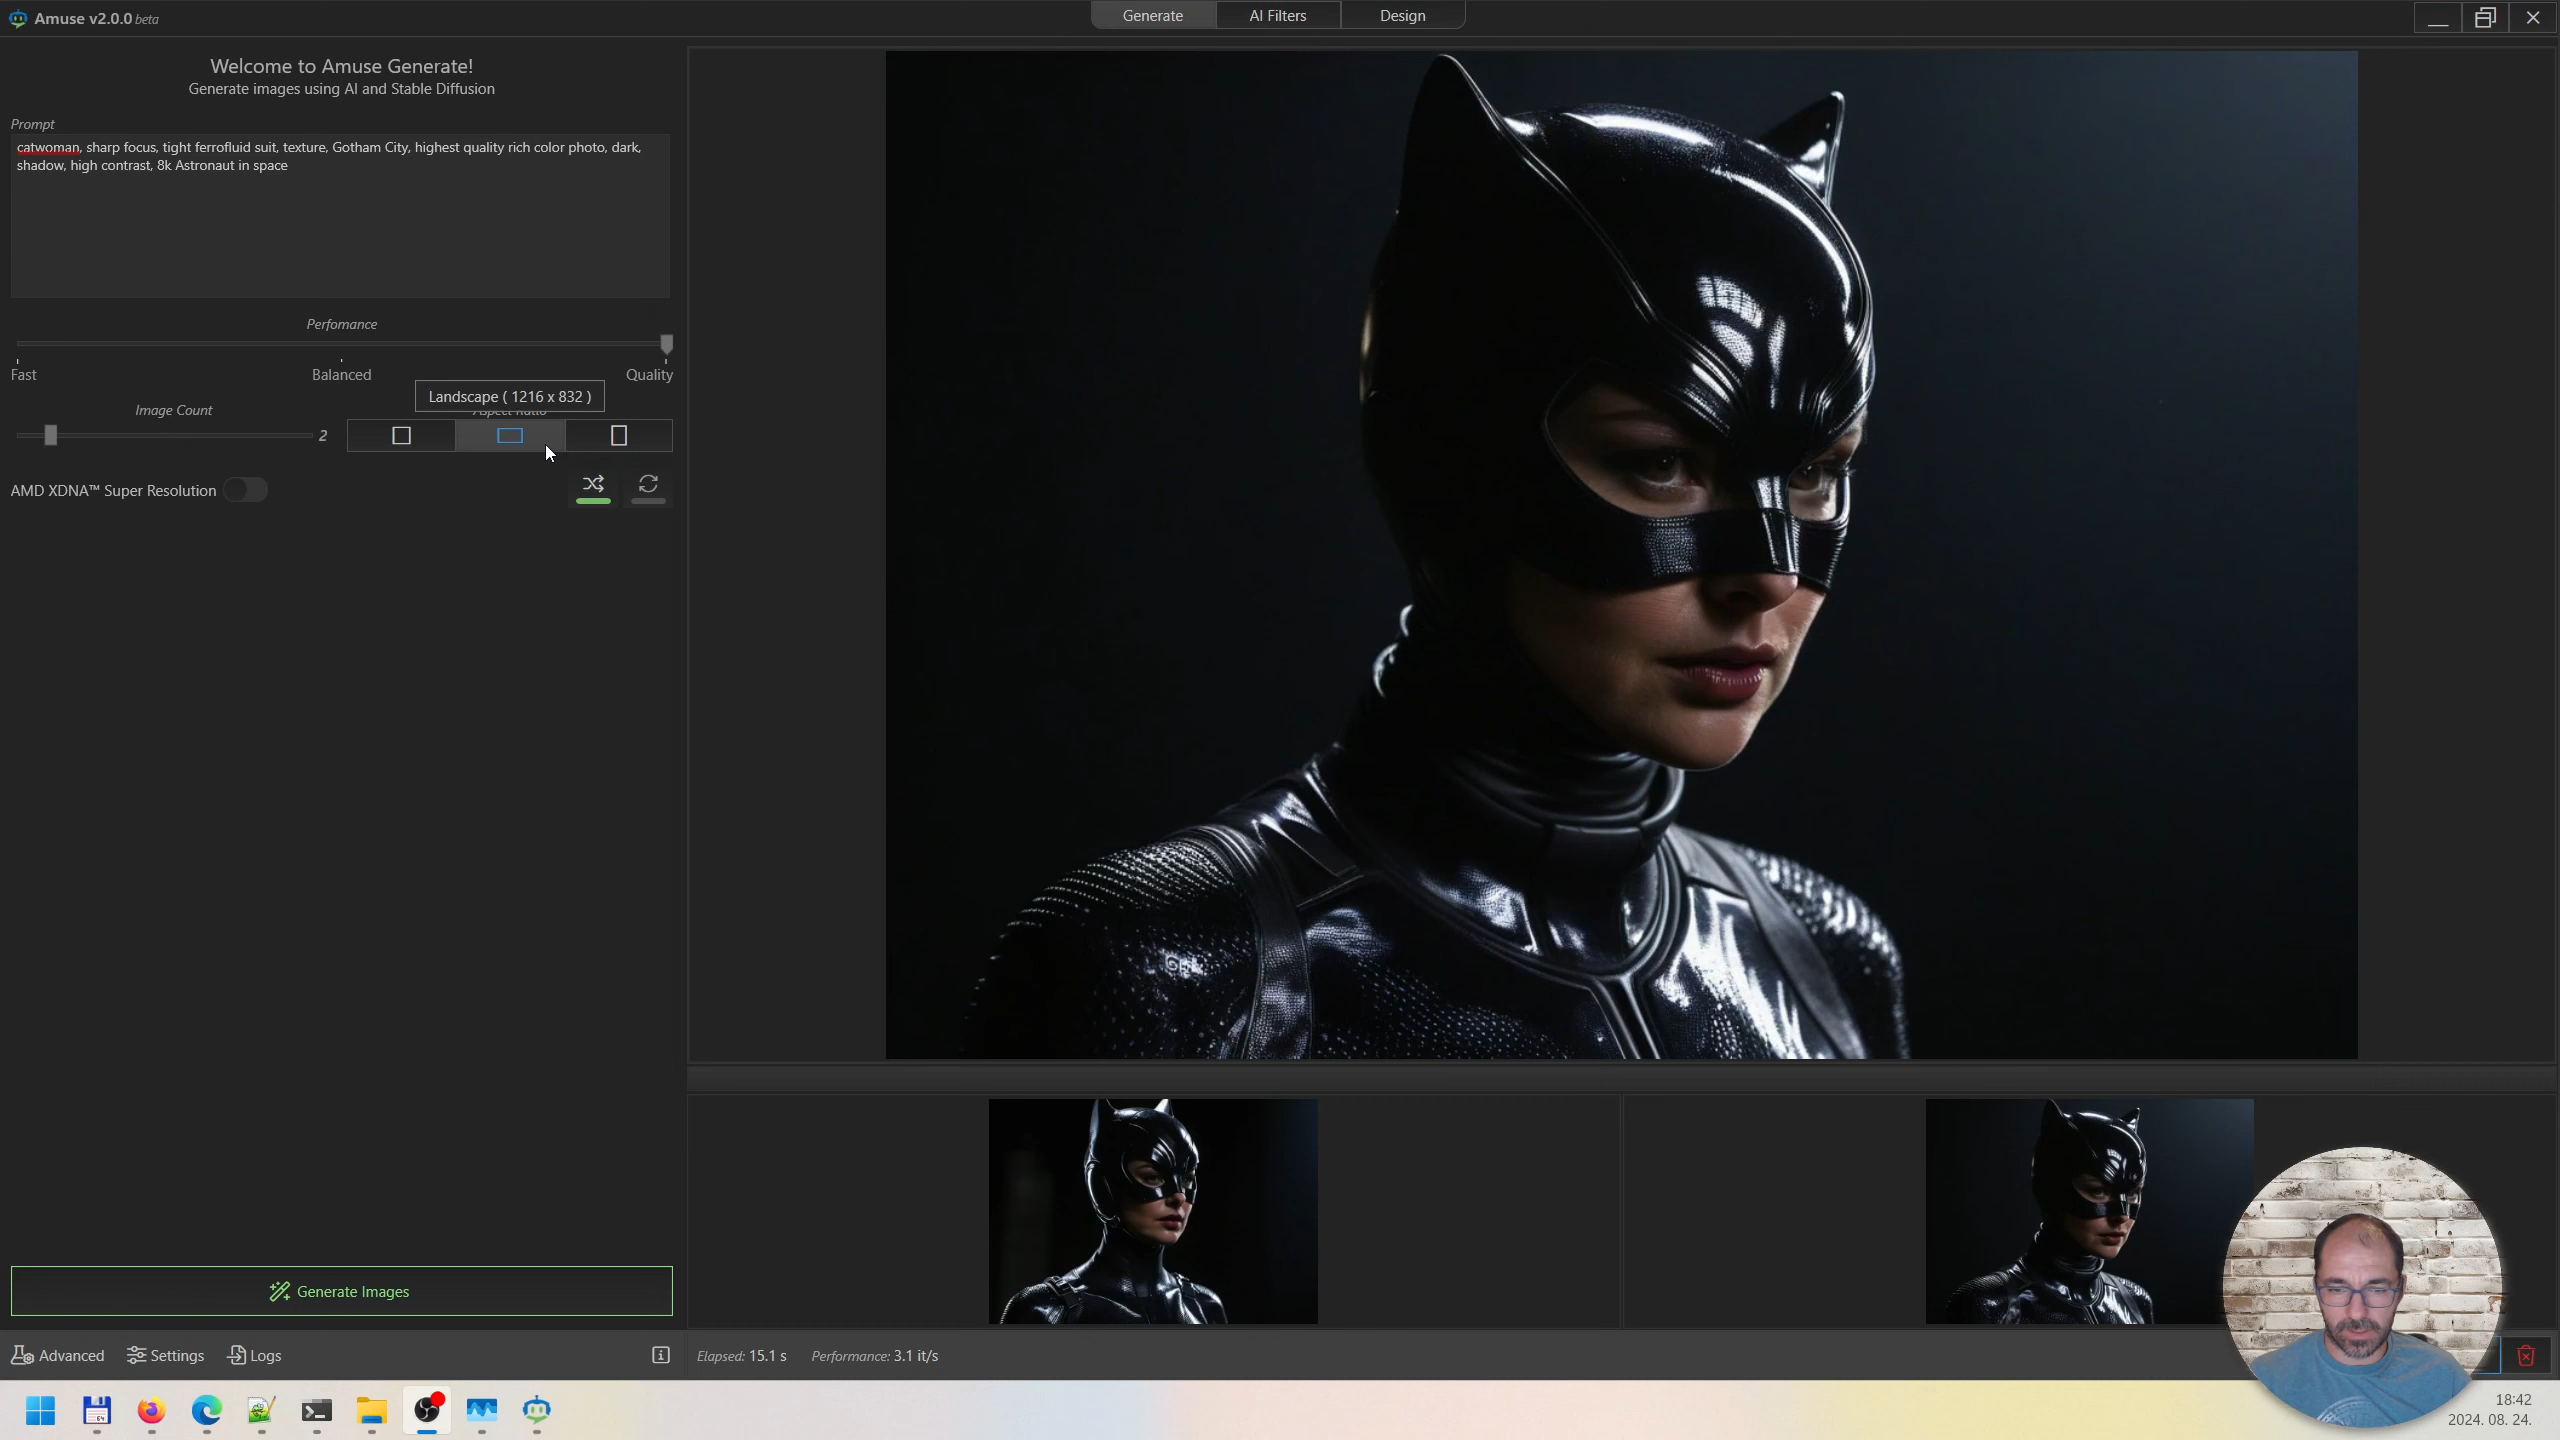 Amuse v2.0.0 beta
Generate
AI Filters
Design
Welcome to Amuse Generate!
Generate images using AI and Stable Diffusion
Prompt
catwoman, sharp focus, tight ferrofluid suit, texture, Gotham City, highest quality rich color photo, dark,
shadow, high contrast, 8k Astronaut in space
Perfomance
Fast
Balanced
Quality
Landscape ( 1216 x 832 )
Image Count
Aspect Ratio
2
AMD XDNA™ Super Resolution
Generate Images
Advanced
Settings
Logs
Elapsed: 15.1 s
Performance: 3.1 it/s
64
18:42
2024. 08. 24.